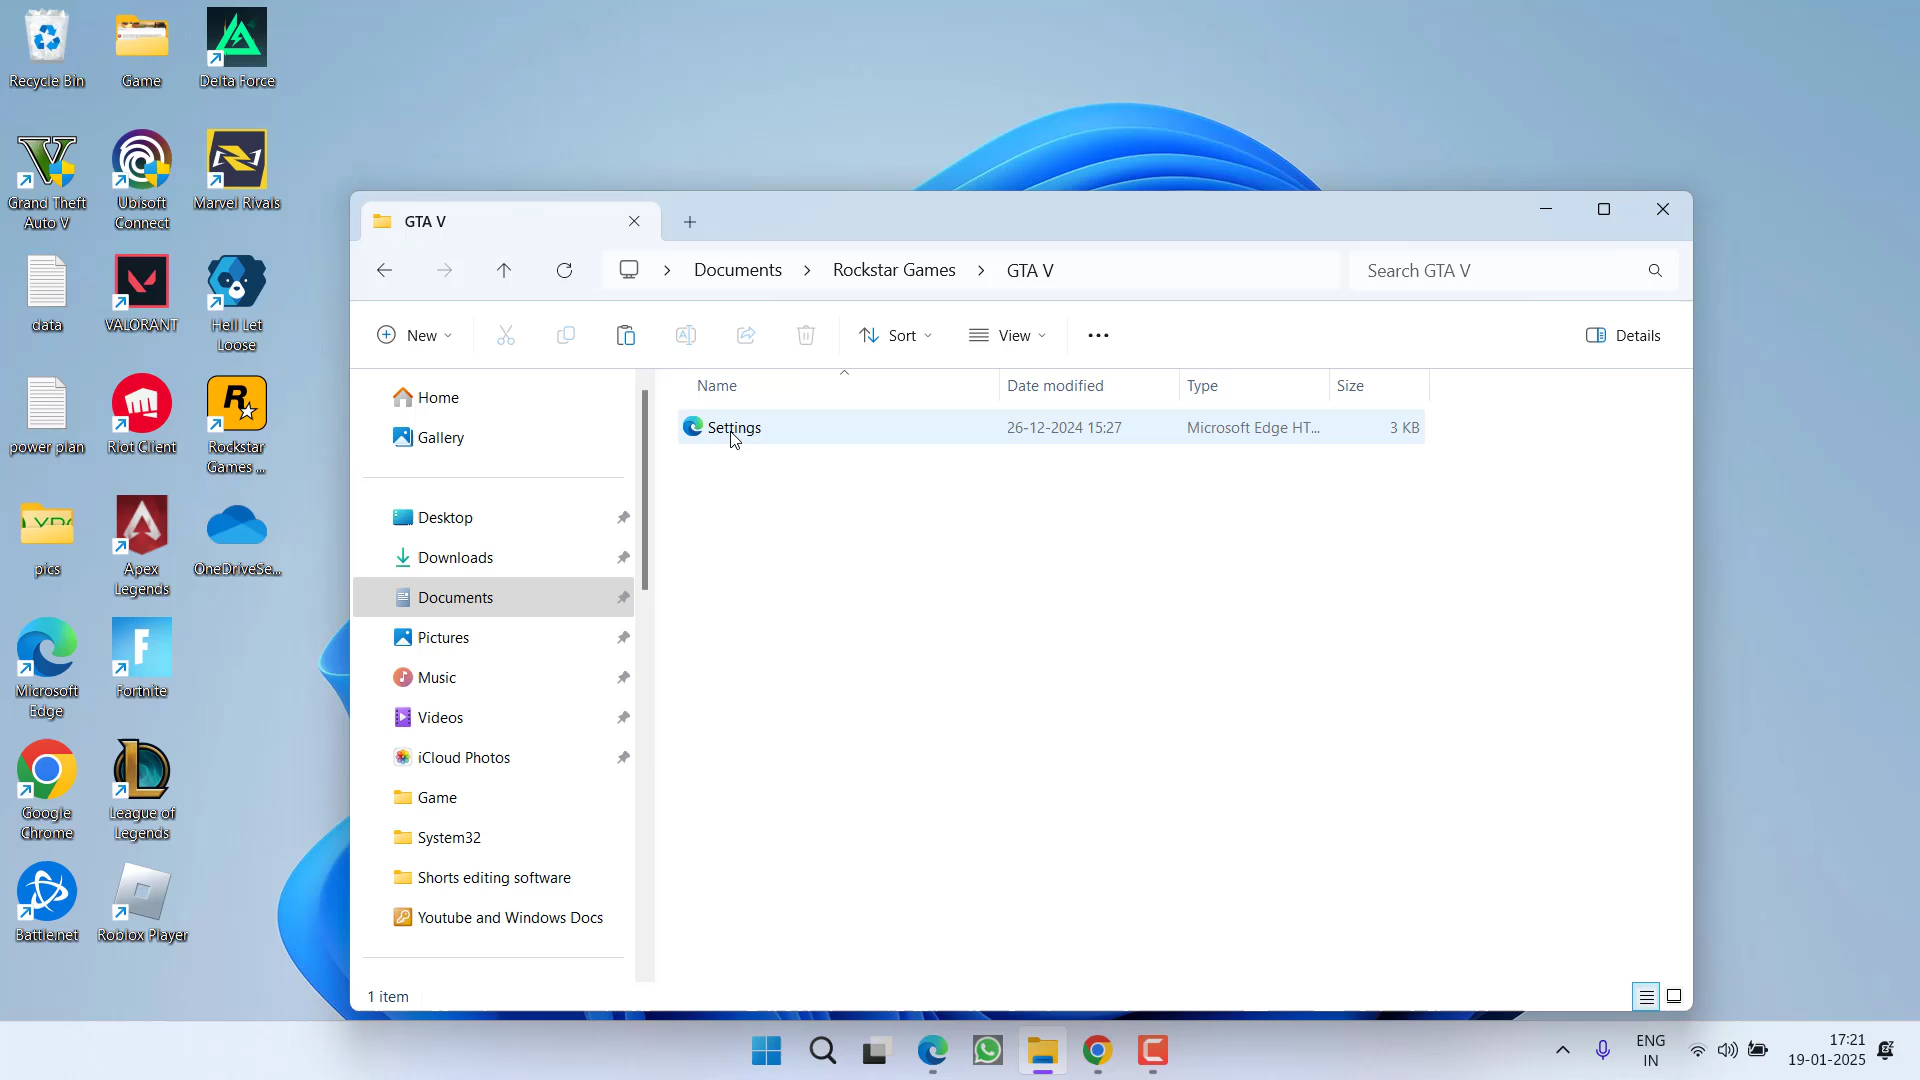 Recycle Bin
Game
Delta Force
Grand Theft
Auto V
Ubisoft
Connect
Marvel Rivals
data
VALORANT
Hell Let
Loose
power plan
Riot Client
Rockstar
Games ...
pics
Apex
Legends
OneDriveSe...
Microsoft
Edge
Fortnite
Google
Chrome
League of
Legends
Battle.net
Roblox Player
GTA V
Documents
Rockstar Games
GTA V
Search GTA V
New
Sort
View
Details
Home
Gallery
Desktop
Downloads
Documents
Pictures
Music
Videos
iCloud Photos
Game
System32
Shorts editing software
Youtube and Windows Docs
Name
Date modified
Type
Size
Settings
26-12-2024 15:27
Microsoft Edge HT...
3 KB
1 item
ENG
IN
17:21
19-01-2025